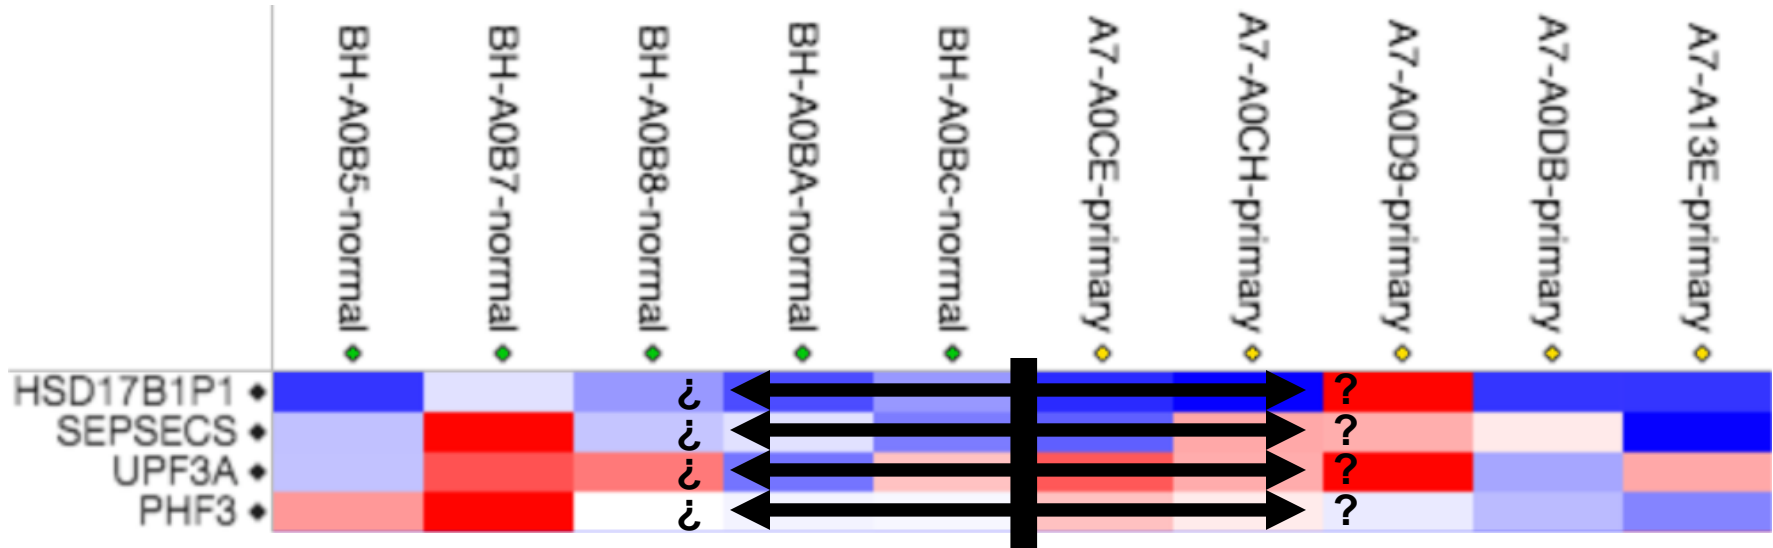 BH-A0B5-normal
BH-A0B7-normal
BH-A0B8-normal
BH-A0BA-normal
BH-A0Bc-normal
A7-A0CE-primary
A7-A0CH-primary
A7-A0D9-primary
A7-A0DB-primary
A7-A13E-primary
HSD17B1P1 ¿ ?
SEPSECS ¿ ?
UPF3A ¿ ?
PHF3 ¿ ?